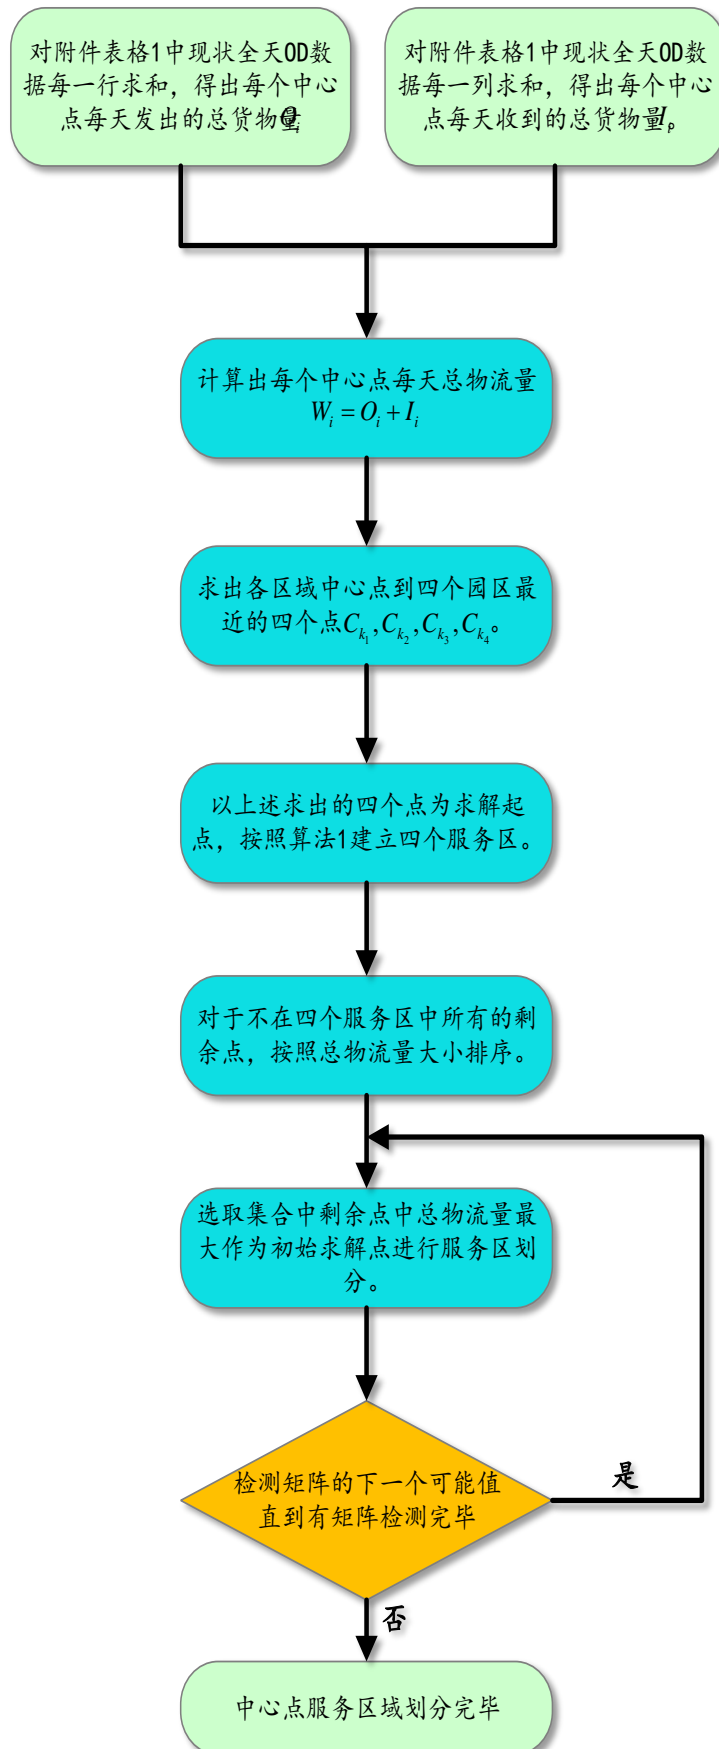 对附件表格1中现状全天OD数
据每一行求和，得出每个中心
点每天发出的总货物量O_i
对附件表格1中现状全天OD数
据每一列求和，得出每个中心
点每天收到的总货物量I_i。
计算出每个中心点每天总物流量
W_i = O_i + I_i
求出各区域中心点到四个园区最
近的四个点C_{k_1}, C_{k_2}, C_{k_3}, C_{k_4}。
以上述求出的四个点为求解起
点，按照算法1建立四个服务区。
对于不在四个服务区中所有的剩
余点，按照总物流量大小排序。
选取集合中剩余点中总物流量最
大作为初始求解点进行服务区划
分。
检测矩阵的下一个可能值
直到有矩阵检测完毕
是
否
中心点服务区域划分完毕